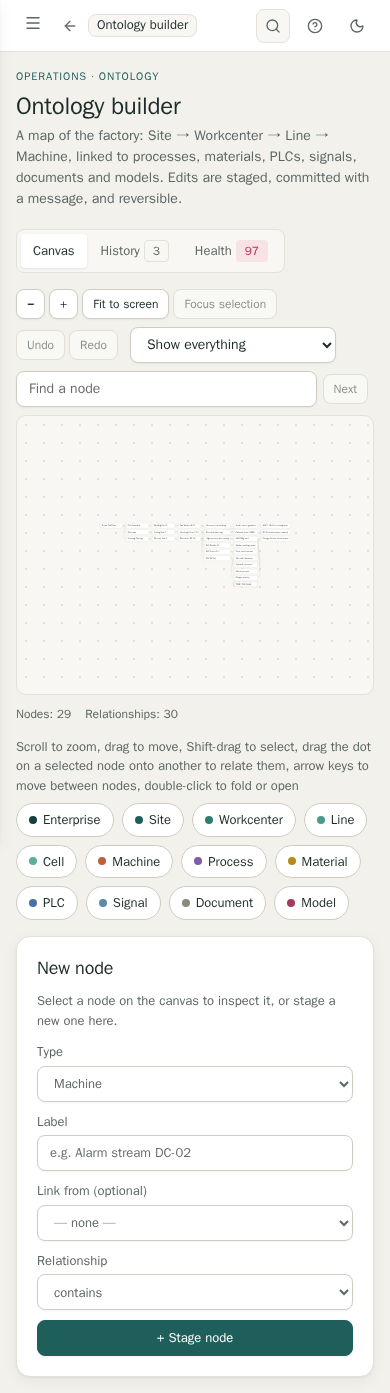 Ontology builder
OPERATIONS · ONTOLOGY
Ontology builder
A map of the factory: Site → Workcenter → Line →
Machine, linked to processes, materials, PLCs, signals,
documents and models. Edits are staged, committed with
a message, and reversible.
Canvas History 3 Health 97
− + Fit to screen Focus selection
Undo Redo Show everything
Find a node Next
Nodes: 29 Relationships: 30
Scroll to zoom, drag to move, Shift-drag to select, drag the dot
on a selected node onto another to relate them, arrow keys to
move between nodes, double-click to fold or open
Enterprise Site Workcenter Line
Cell Machine Process Material
PLC Signal Document Model
New node
Select a node on the canvas to inspect it, or stage a
new one here.
Type
Machine
Label
e.g. Alarm stream DC-02
Link from (optional)
— none —
Relationship
contains
+ Stage node